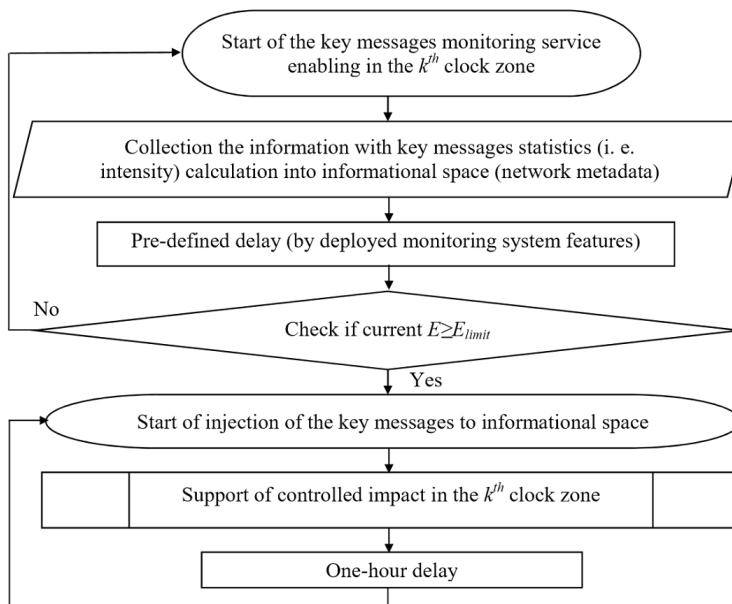 Start of the key messages monitoring service
enabling in the kth clock zone
Collection the information with key messages statistics (i. e.
intensity) calculation into informational space (network metadata)
Pre-defined delay (by deployed monitoring system features)
No
Check if current E≥Elimit
Yes
Start of injection of the key messages to informational space
Support of controlled impact in the kth clock zone
One-hour delay